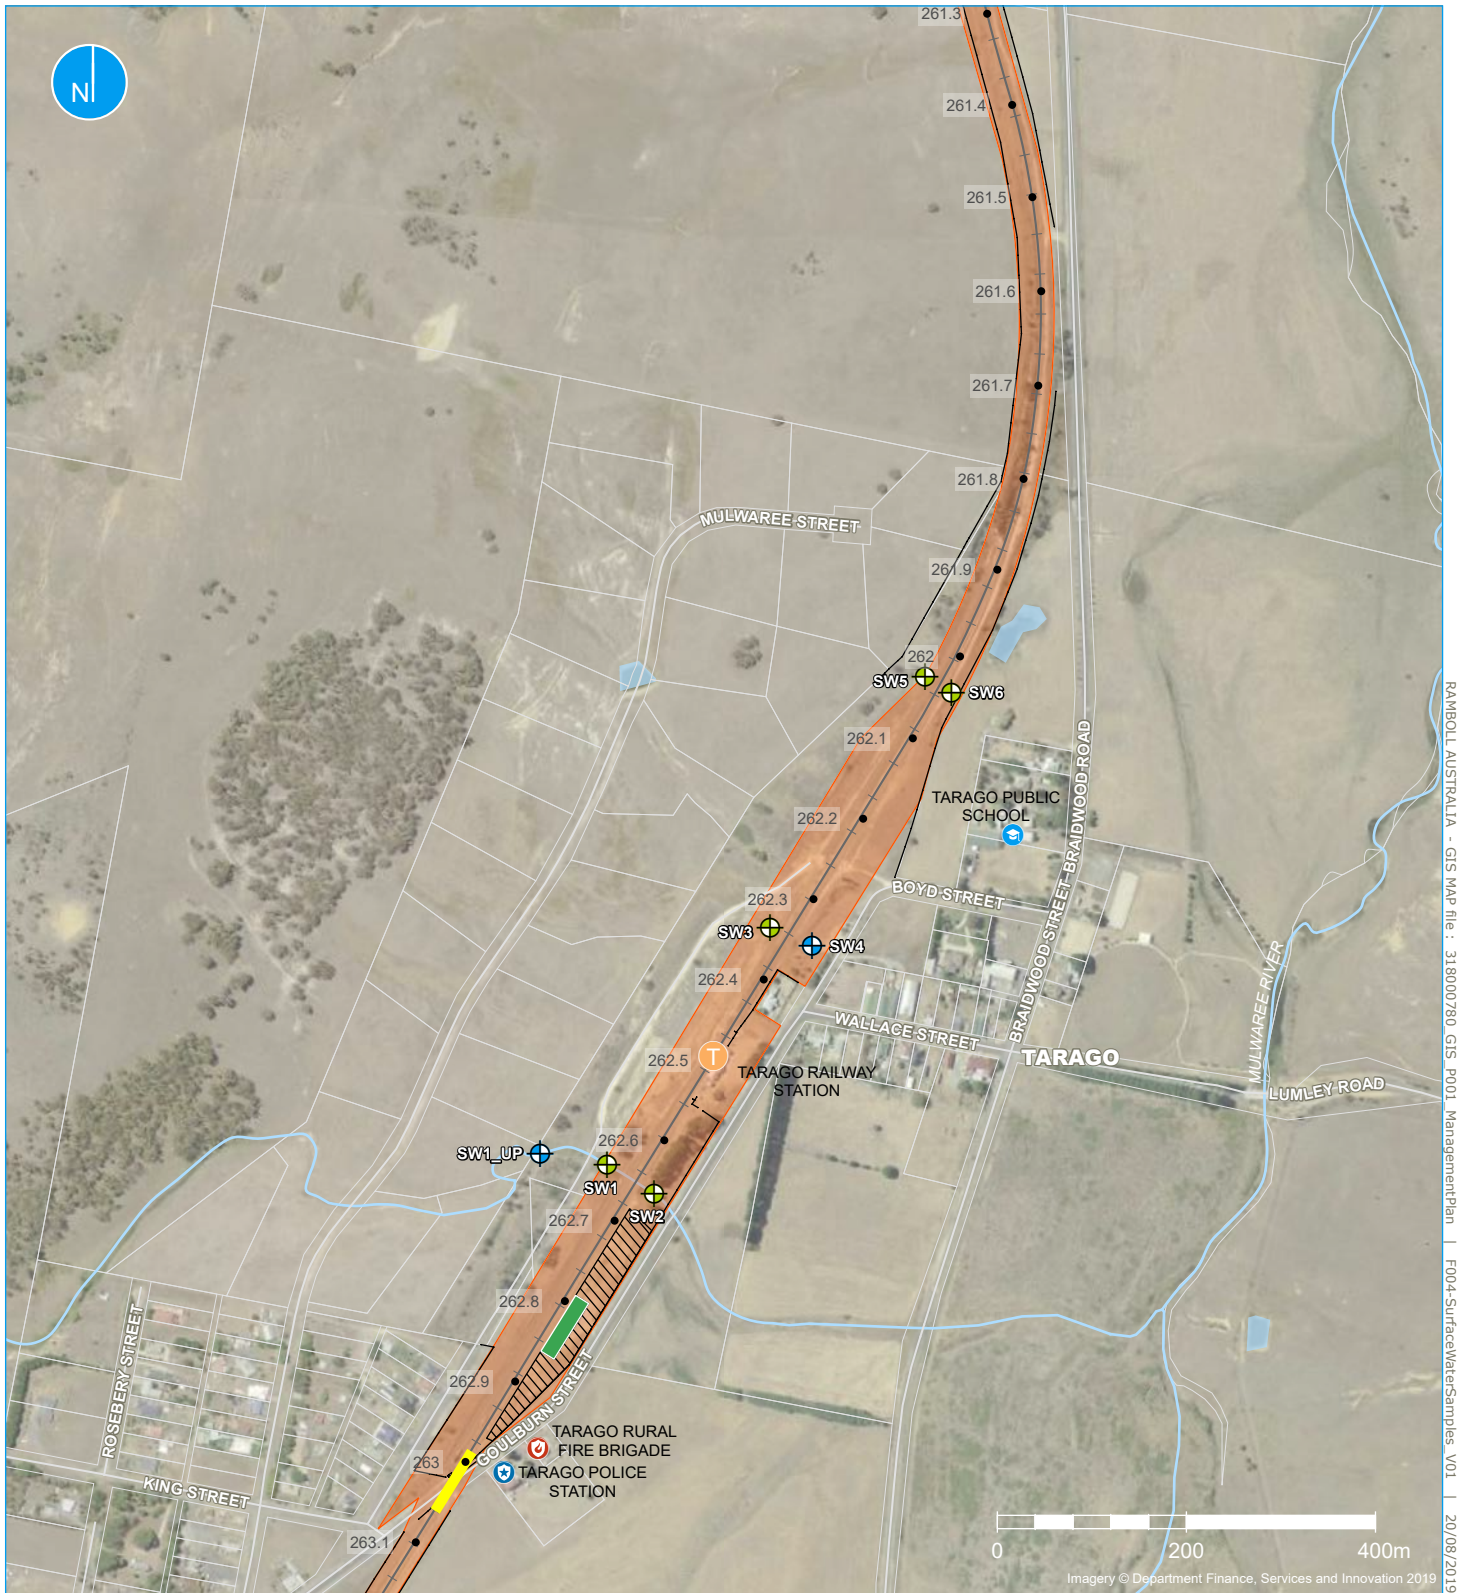 261.3
N
261.4
261.5
261.6
261.7
261.8
MULWAREE STREET
261.9
262
SW5
SW6
262.1
TARAGO PUBLIC
SCHOOL
262.2
BRAIDWOOD STREET-BRAIDWOOD ROAD
BOYD STREET
262.3
SW3
SW4
262.4
WALLACE STREET
MULWAREE RIVER
262.5
T
TARAGO
TARAGO RAILWAY
STATION
LUMLEY ROAD
262.6
SW1_UP
SW1
SW2
262.7
262.8
ROSEBERY STREET
262.9
GOULBURN STREET
TARAGO RURAL
FIRE BRIGADE
263
TARAGO POLICE
STATION
KING STREET
263.1
0 200 400m
Imagery © Department Finance, Services and Innovation 2019
RAMBOLL AUSTRALIA - GIS MAP file : 318000780_GIS_P001_ManagementPlan | F004-SurfaceWaterSamples_V01 | 20/08/2019